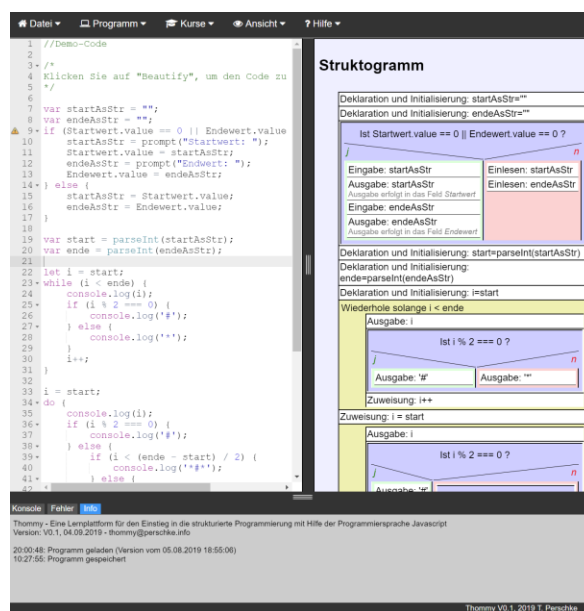 Datei Programm Kurse Ansicht ? Hilfe
1 //Demo-Code
2
3 /*
4 Klicken Sie auf "Beautify", um den Code zu
5 */
6
7 var startAsStr = "";
8 var endeAsStr = "";
9 if (Startwert.value == 0 || Endewert.value
10 startAsStr = prompt("Startwert: ");
11 Startwert.value = startAsStr;
12 endeAsStr = prompt("Endwert: ");
13 Endewert.value = endeAsStr;
14 } else {
15 startAsStr = Startwert.value;
16 endeAsStr = Endewert.value;
17 }
18
19 var start = parseInt(startAsStr);
20 var ende = parseInt(endeAsStr);
21
22 let i = start;
23 while (i < ende) {
24 console.log(i);
25 if (i % 2 === 0) {
26 console.log('#');
27 } else {
28 console.log('*');
29 }
30 i++;
31 }
32
33 i = start;
34 do {
35 console.log(i);
36 if (i % 2 === 0) {
37 console.log('#');
38 } else {
39 if (i < (ende - start) / 2) {
40 console.log('*#*');
41 } else {
42
Struktogramm
Deklaration und Initialisierung: startAsStr=""
Deklaration und Initialisierung: endeAsStr=""
Ist Startwert.value == 0 || Endewert.value == 0 ?
j n
Eingabe: startAsStr
Ausgabe: startAsStr
Ausgabe erfolgt in das Feld Startwert
Eingabe: endeAsStr
Ausgabe: endeAsStr
Ausgabe erfolgt in das Feld Endewert
Einlesen: startAsStr
Einlesen: endeAsStr
Deklaration und Initialisierung: start=parseInt(startAsStr)
Deklaration und Initialisierung:
ende=parseInt(endeAsStr)
Deklaration und Initialisierung: i=start
Wiederhole solange i < ende
Ausgabe: i
Ist i % 2 === 0 ?
j n
Ausgabe: '#' Ausgabe: '*'
Zuweisung: i++
Zuweisung: i = start
Ausgabe: i
Ist i % 2 === 0 ?
j n
Ausgabe: '#'
Konsole Fehler Info
Thommy - Eine Lernplattform für den Einstieg in die strukturierte Programmierung mit Hilfe der Programmiersprache Javascript
Version: V0.1, 04.09.2019 - thommy@perschke.info
20:00:48: Programm geladen (Version vom 05.08.2019 18:55:06)
10:27:55: Programm gespeichert
Thommy V0.1, 2019 T. Perschke